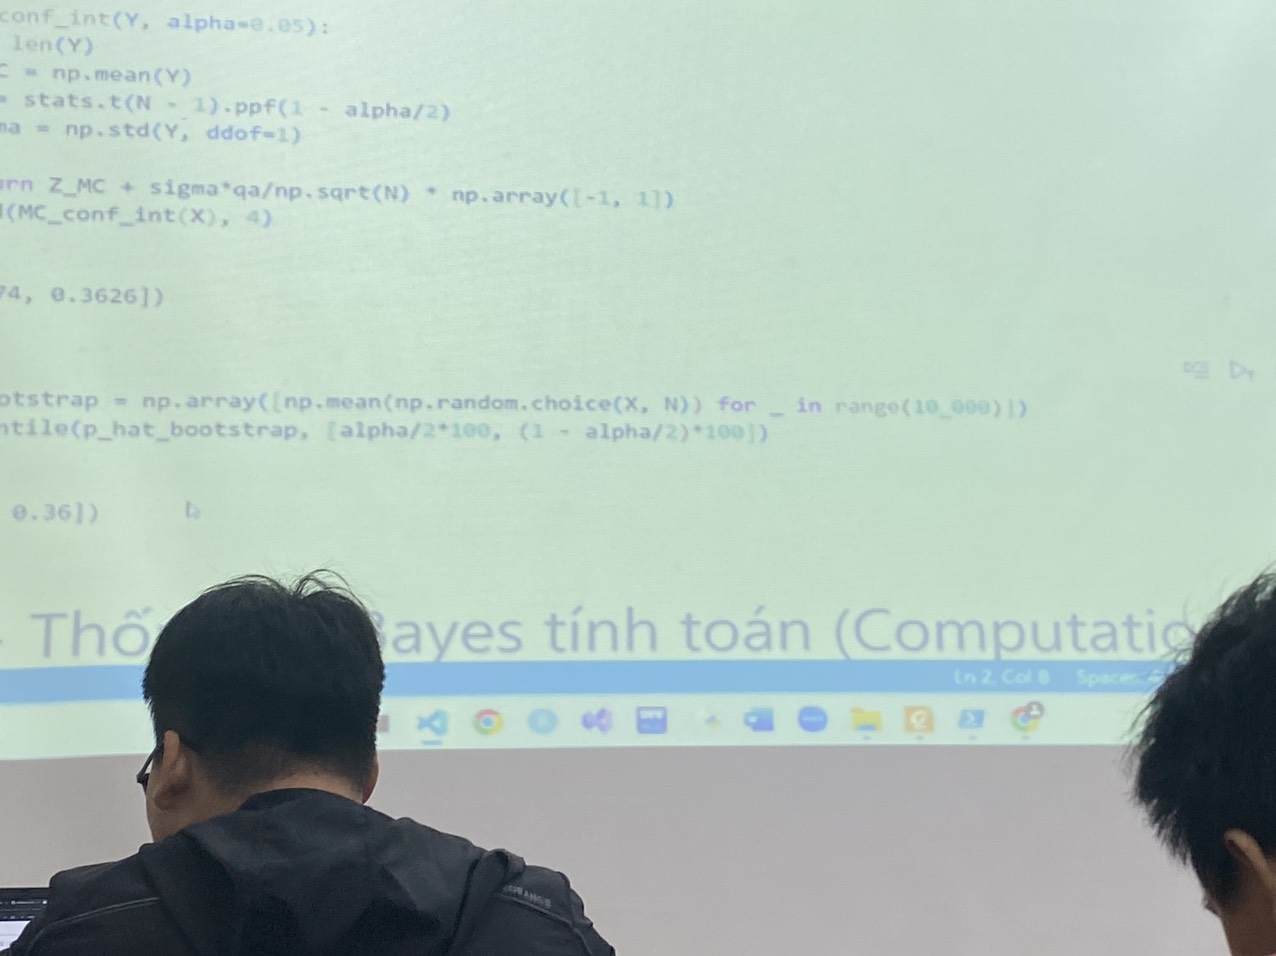 conf_int(Y, alpha=0.05):
len(Y)
C = np.mean(Y)
= stats.t(N - 1).ppf(1 - alpha/2)
ma = np.std(Y, ddof=1)
urn Z_MC + sigma*qa/np.sqrt(N) * np.array([-1, 1])
d(MC_conf_int(X), 4)
74, 0.3626])
otstrap = np.array([np.mean(np.random.choice(X, N)) for _ in range(10_000)])
ntile(p_hat_bootstrap, [alpha/2*100, (1 - alpha/2)*100])
0.36])
Thố Bayes tính toán (Computatio
Ln 2, Col 8 Spaces: 4